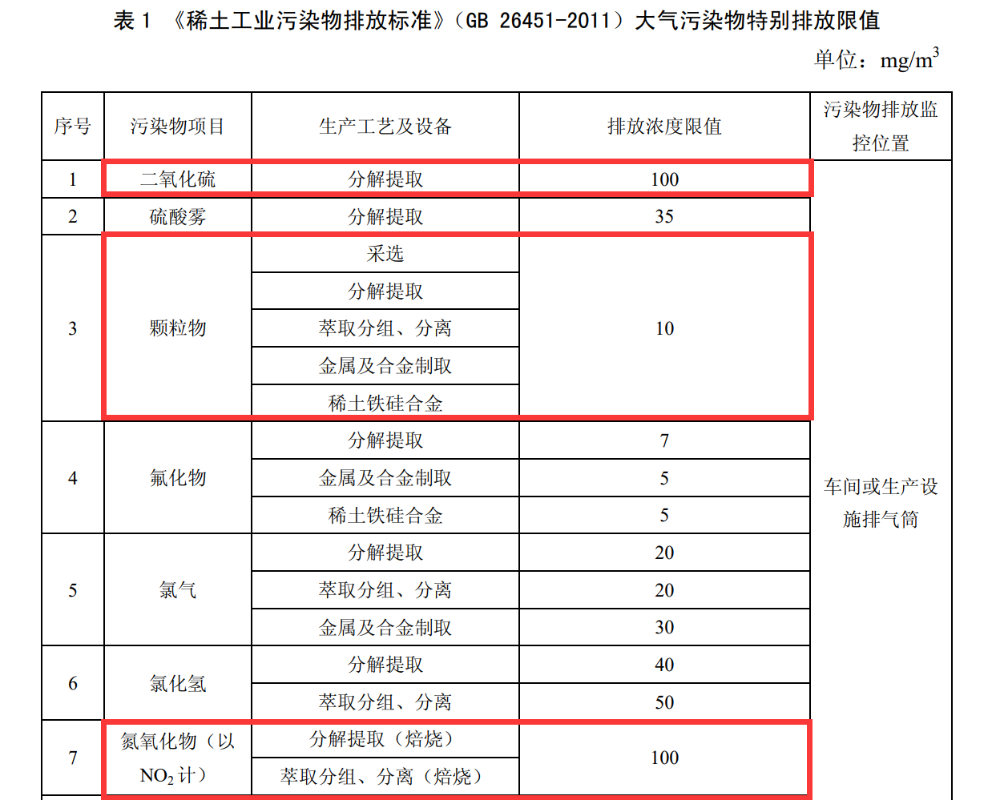 表 1 《稀土工业污染物排放标准》（GB 26451-2011）大气污染物特别排放限值
单位：mg/m³
序号 污染物项目 生产工艺及设备 排放浓度限值 污染物排放监
控位置
1 二氧化硫 分解提取 100
2 硫酸雾 分解提取 35
3 颗粒物 采选 10
分解提取
萃取分组、分离
金属及合金制取
稀土铁硅合金
4 氟化物 分解提取 7
金属及合金制取 5
稀土铁硅合金 5
车间或生产设
施排气筒
5 氯气 分解提取 20
萃取分组、分离 20
金属及合金制取 30
6 氯化氢 分解提取 40
萃取分组、分离 50
7 氮氧化物（以
NO₂计） 分解提取（焙烧） 100
萃取分组、分离（焙烧）